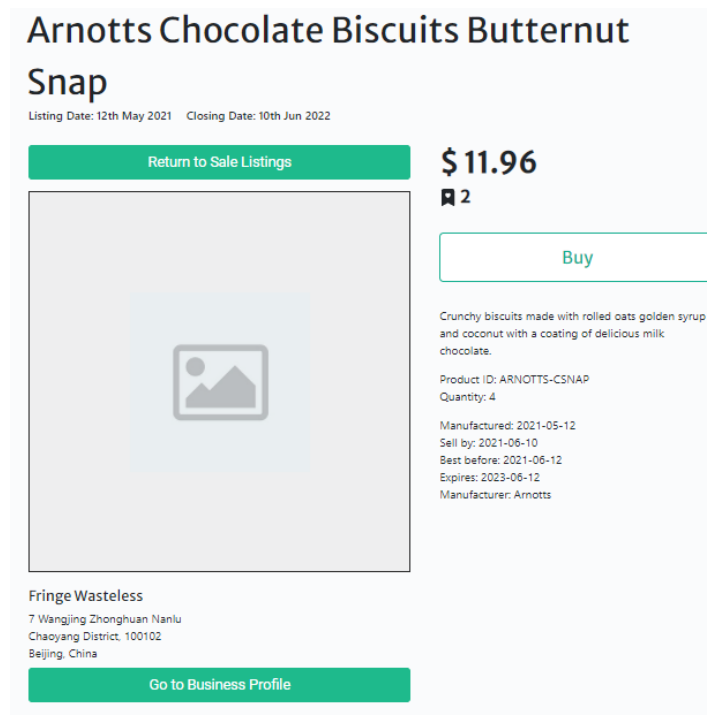 Arnotts Chocolate Biscuits Butternut
Snap
Listing Date: 12th May 2021 Closing Date: 10th Jun 2022
Return to Sale Listings
$ 11.96
2
Buy
Crunchy biscuits made with rolled oats golden syrup
and coconut with a coating of delicious milk
chocolate.
Product ID: ARNOTTS-CSNAP
Quantity: 4
Manufactured: 2021-05-12
Sell by: 2021-06-10
Best before: 2021-06-12
Expires: 2023-06-12
Manufacturer: Arnotts
Fringe Wasteless
7 Wangjing Zhonghuan Nanlu
Chaoyang District, 100102
Beijing, China
Go to Business Profile